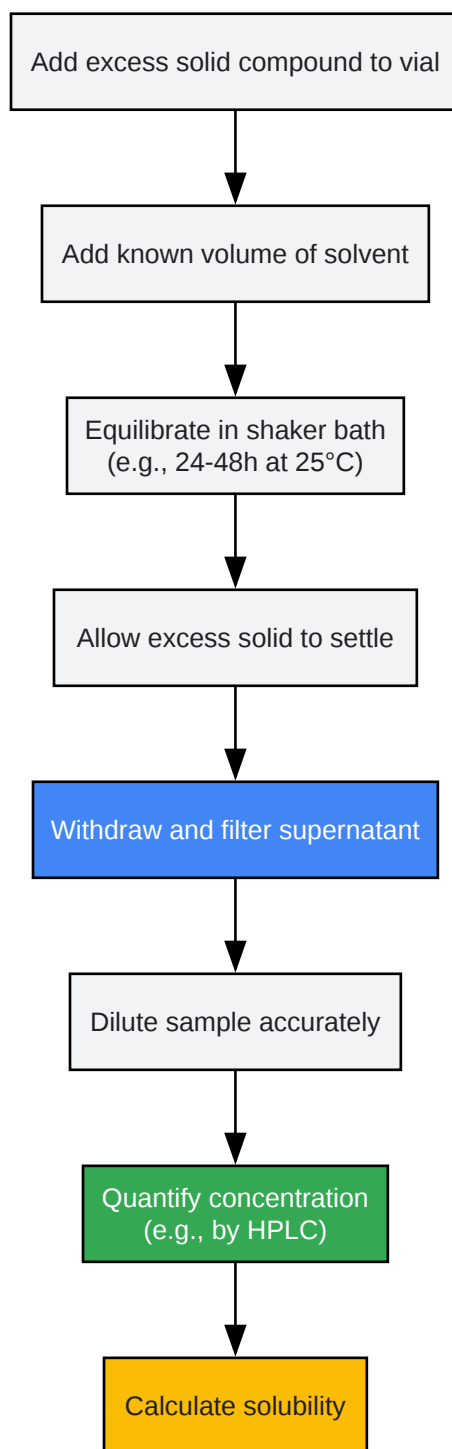 Add excess solid compound to vial
Add known volume of solvent
Equilibrate in shaker bath
(e.g., 24-48h at 25°C)
Allow excess solid to settle
Withdraw and filter supernatant
Dilute sample accurately
Quantify concentration
(e.g., by HPLC)
Calculate solubility